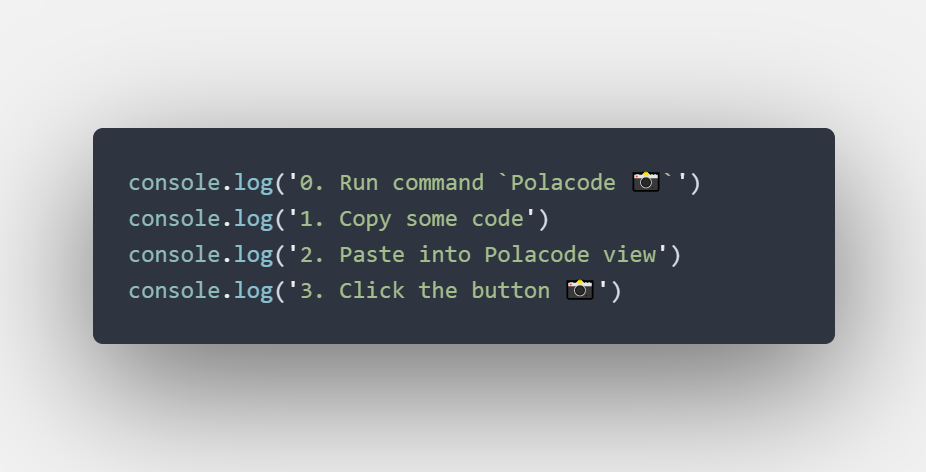 console.log('0. Run command `Polacode 📸`')
console.log('1. Copy some code')
console.log('2. Paste into Polacode view')
console.log('3. Click the button 📸')